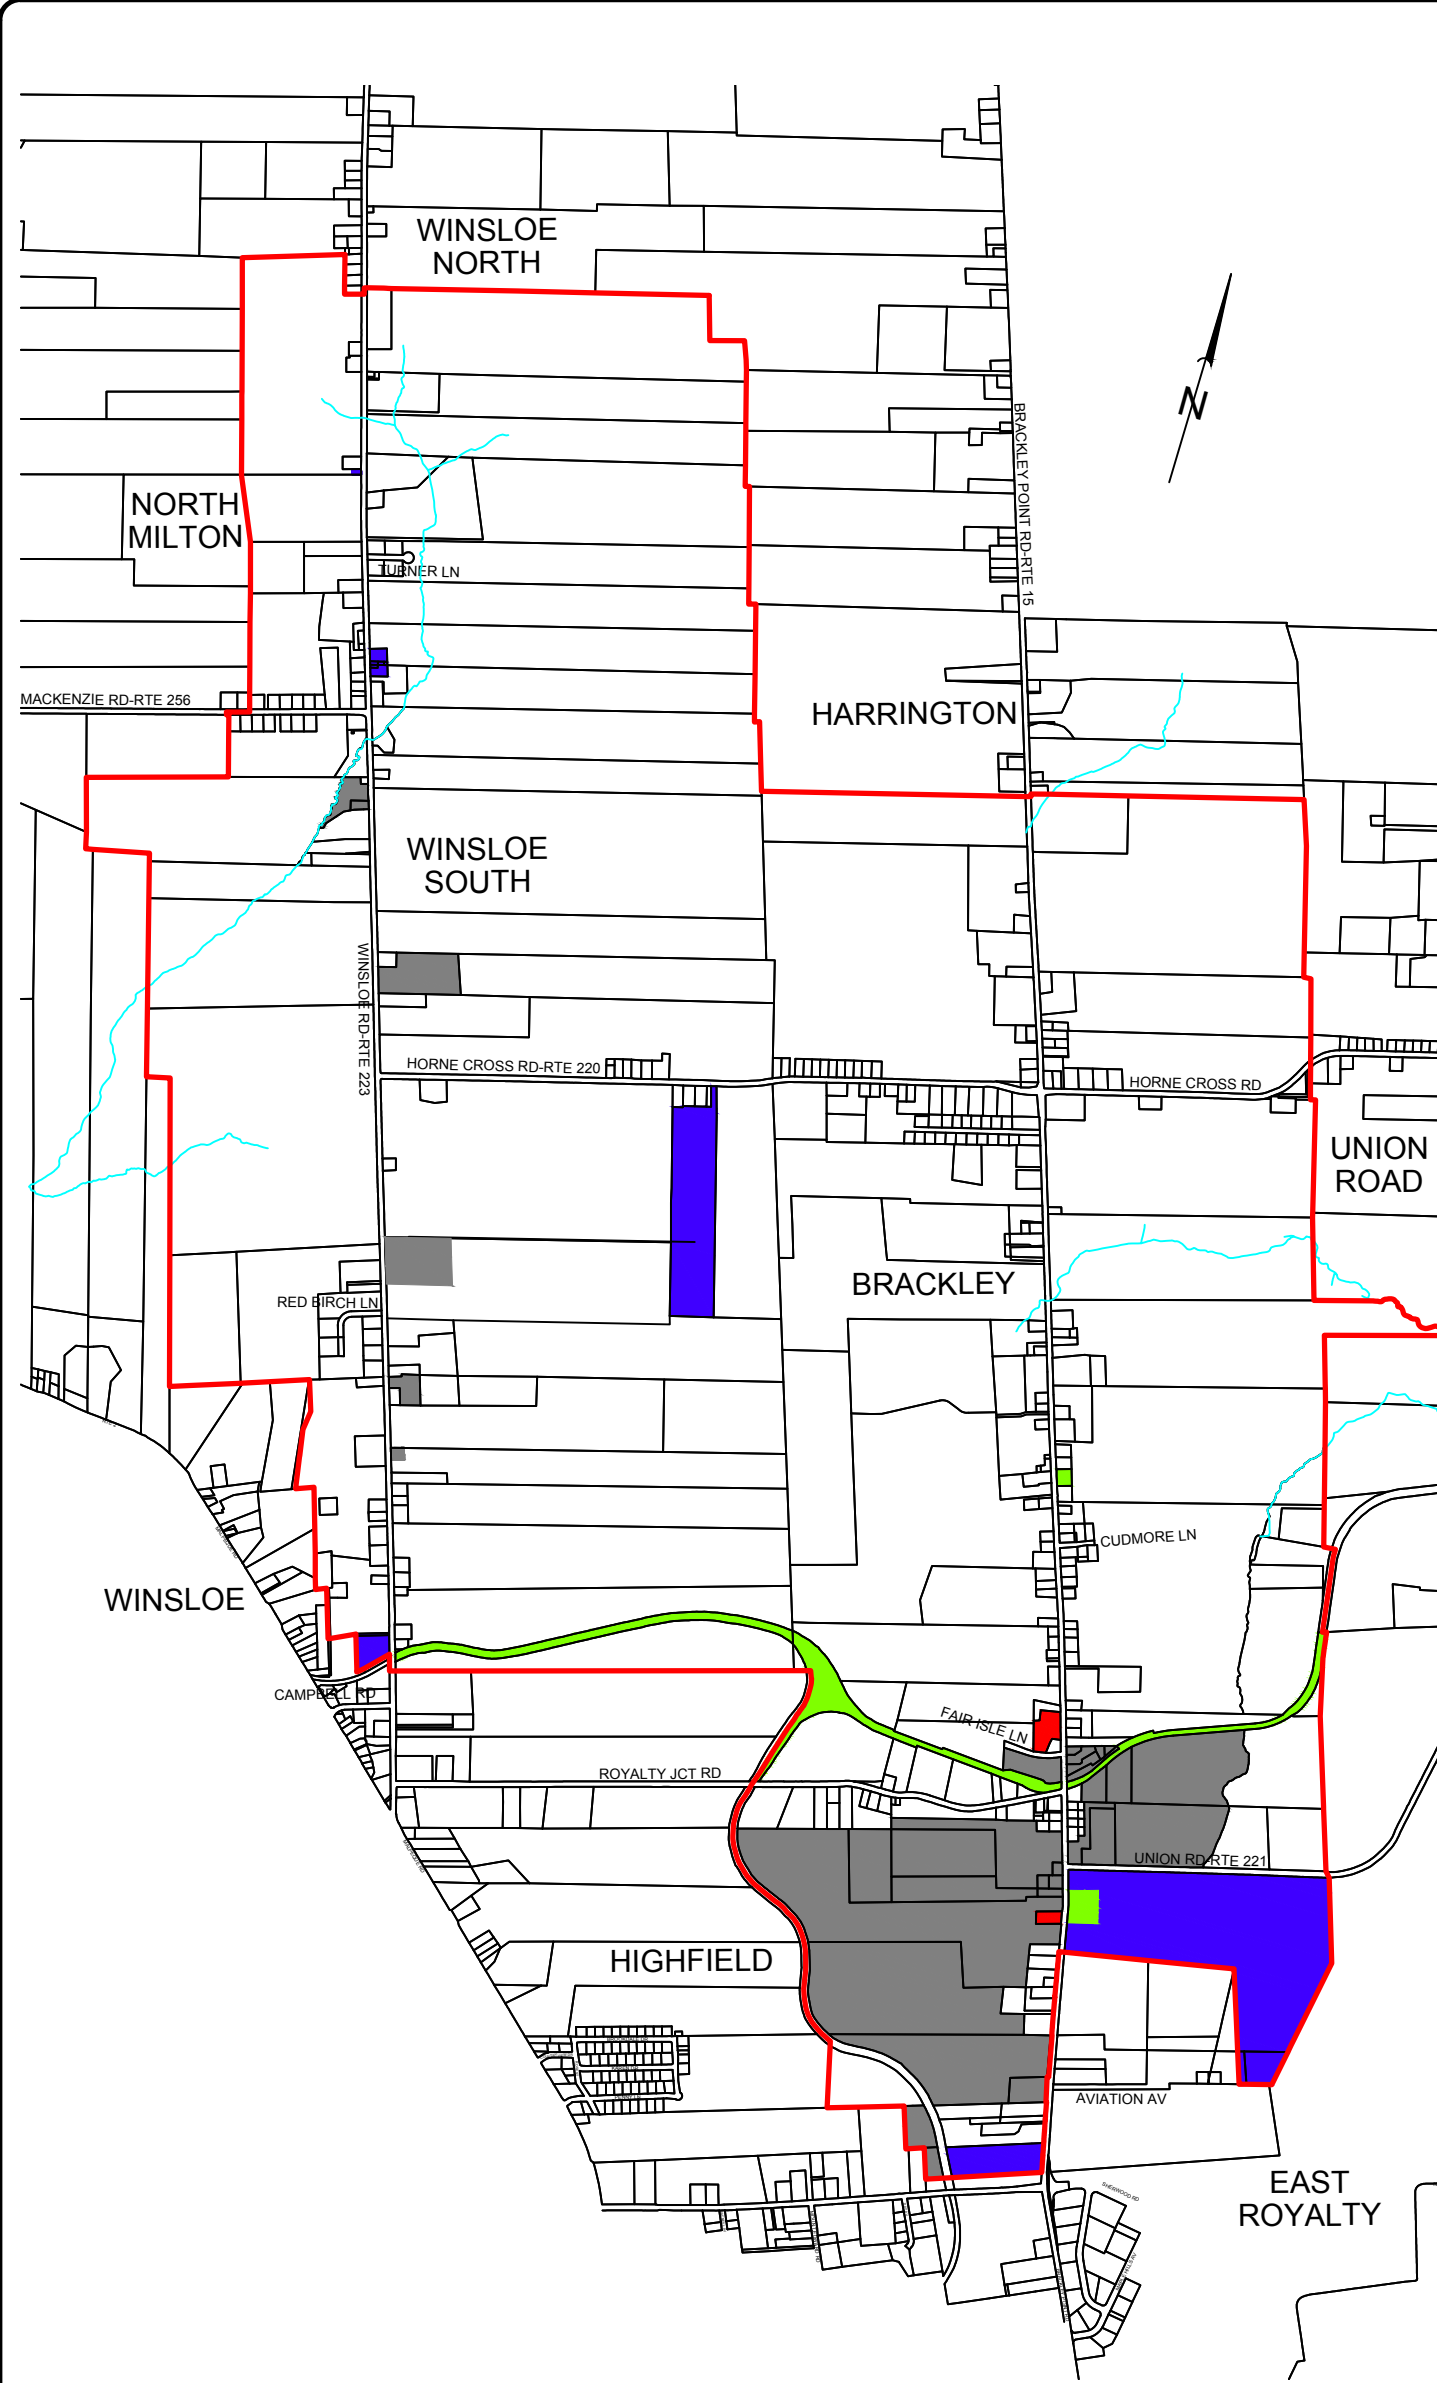 WINSLOE
NORTH
N
BRACKLEY POINT RD-RTE 15
NORTH
MILTON
TURNER LN
MACKENZIE RD-RTE 256
HARRINGTON
WINSLOE
SOUTH
WINSLOE RD-RTE 223
HORNE CROSS RD-RTE 220
HORNE CROSS RD
UNION
ROAD
BRACKLEY
RED BIRCH LN
CUDMORE LN
WINSLOE
CAMPBELL RD
FAIR ISLE LN
ROYALTY JCT RD
UNION RD-RTE 221
HIGHFIELD
AVIATION AV
EAST
ROYALTY
SHERWOOD RD